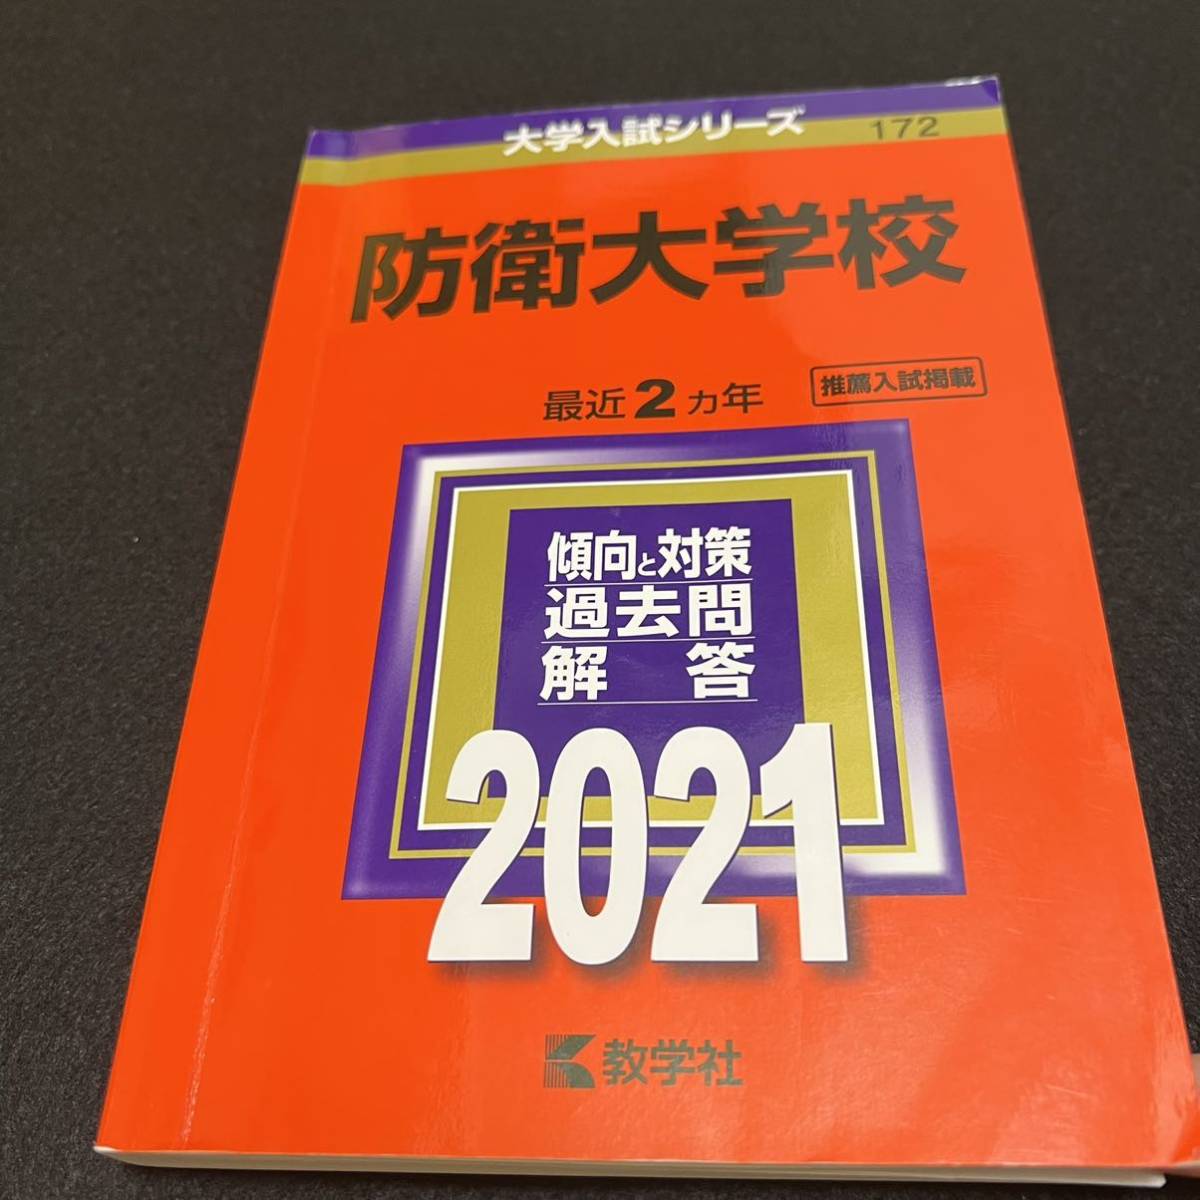 大学入試シリーズ
172
防衛大学校
最近2ヵ年
推薦入試掲載
傾向と対策
過去問
解答
2021
教学社